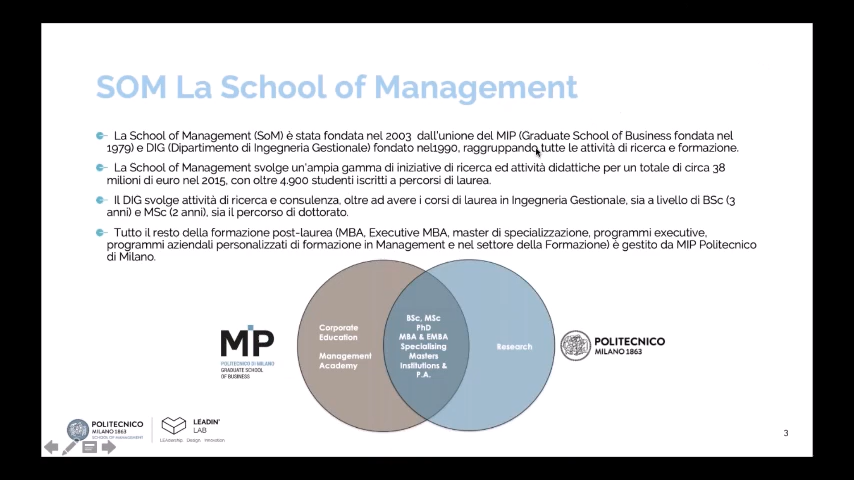 SOM La School of Management
La School of Management (SoM) è stata fondata nel 2003 dall'unione del MIP (Graduate School of Business fondata nel
1979) e DIG (Dipartimento di Ingegneria Gestionale) fondato nel1990, raggruppando tutte le attività di ricerca e formazione.
La School of Management svolge un'ampia gamma di iniziative di ricerca ed attività didattiche per un totale di circa 38
milioni di euro nel 2015, con oltre 4.900 studenti iscritti a percorsi di laurea.
Il DIG svolge attività di ricerca e consulenza, oltre ad avere i corsi di laurea in Ingegneria Gestionale, sia a livello di BSc (3
anni) e MSc (2 anni), sia il percorso di dottorato.
Tutto il resto della formazione post-laurea (MBA, Executive MBA, master di specializzazione, programmi executive,
programmi aziendali personalizzati di formazione in Management e nel settore della Formazione) è gestito da MIP Politecnico
di Milano.
MIP
POLITECNICO DI MILANO
GRADUATE SCHOOL
OF BUSINESS
Corporate
Education
Management
Academy
BSc, MSc
PhD
MBA & EMBA
Specialising
Masters
Institutions &
P.A.
Research
POLITECNICO
MILANO 1863
POLITECNICO
MILANO 1863
SCHOOL OF MANAGEMENT
LEADIN'
LAB
LEadership, Design, INnovation
3